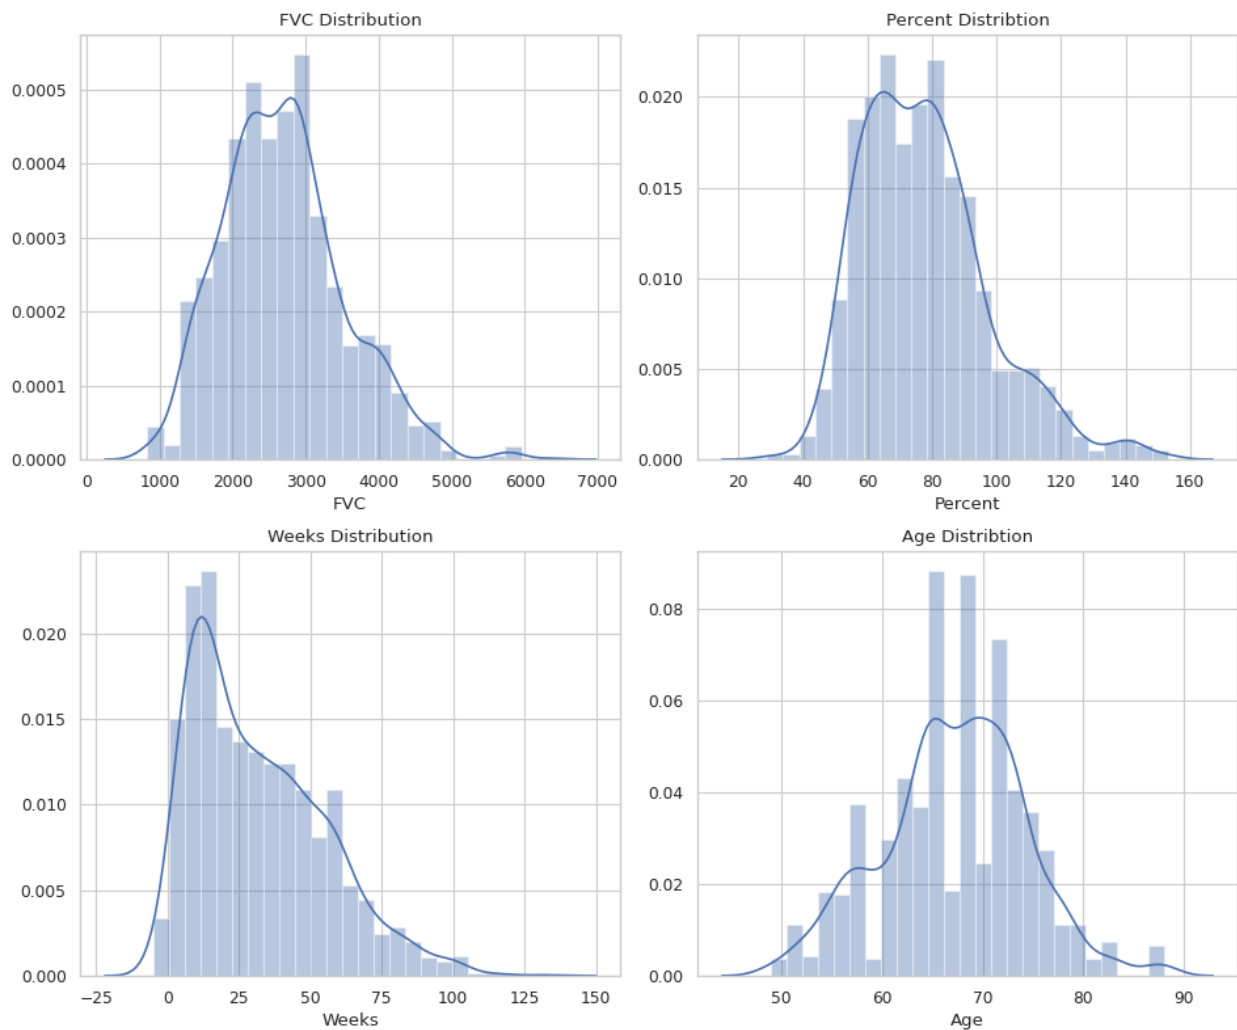 FVC Distribution
0.0005
0.0004
0.0003
0.0002
0.0001
0.0000
0 1000 2000 3000 4000 5000 6000 7000
FVC
Percent Distribtion
0.020
0.015
0.010
0.005
0.000
20 40 60 80 100 120 140 160
Percent
Weeks Distribution
0.020
0.015
0.010
0.005
0.000
−25 0 25 50 75 100 125 150
Weeks
Age Distribtion
0.08
0.06
0.04
0.02
0.00
50 60 70 80 90
Age